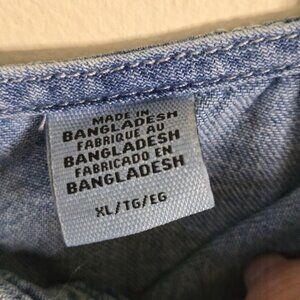 MADE IN
BANGLADESH
FABRIQUE AU
BANGLADESH
FABRICADO EN
BANGLADESH
XL/TG/EG